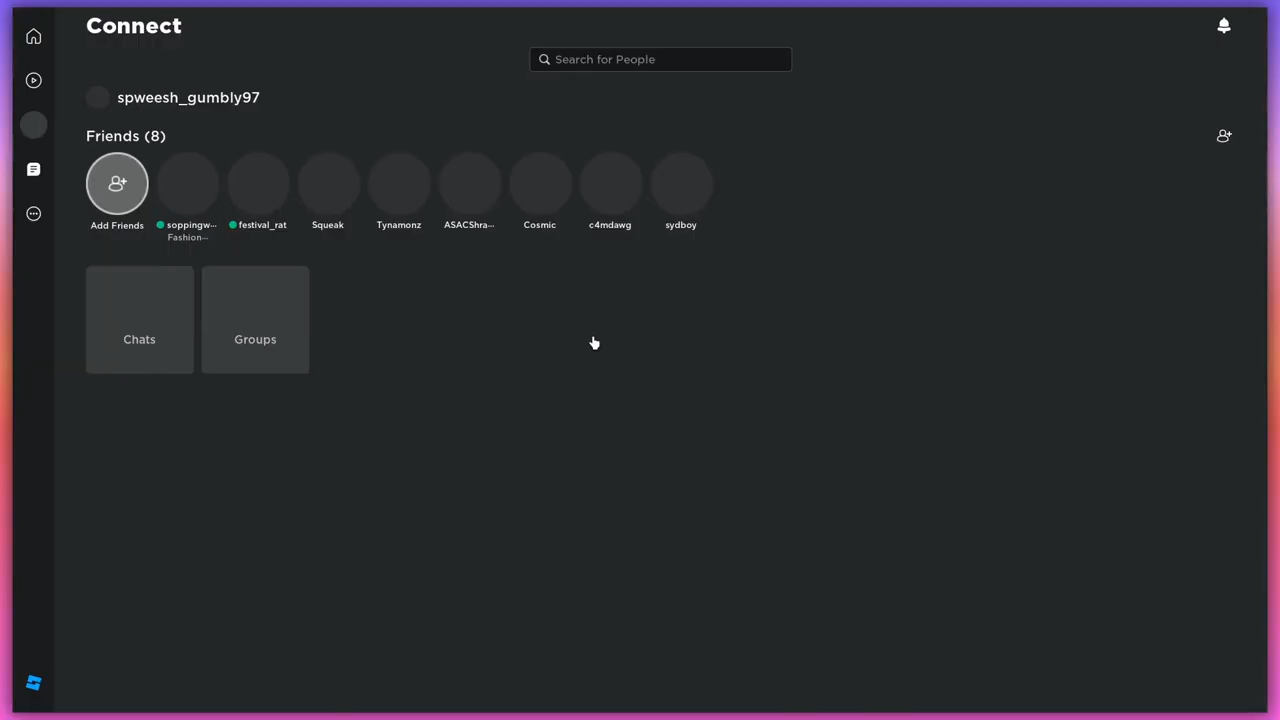 Connect
Search for People
spweesh_gumbly97
Friends (8)
Add Friends
soppingw...
Fashion...
festival_rat
Squeak
Tynamonz
ASACShra...
Cosmic
c4mdawg
sydboy
Chats
Groups